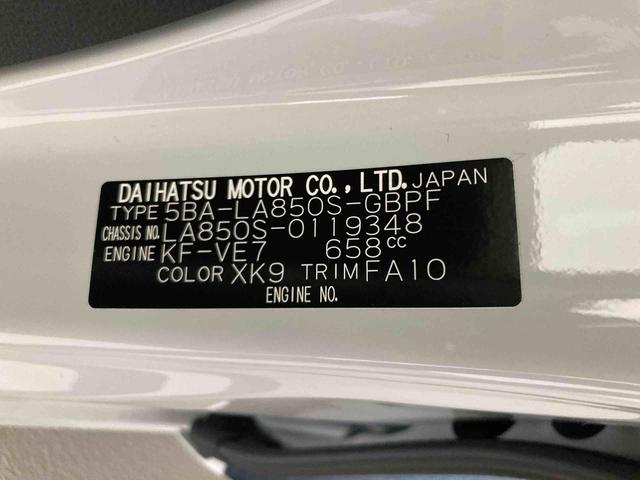 DAIHATSU MOTOR CO., LTD. JAPAN
TYPE 5BA-LA850S-GBPF
CHASSIS NO. LA850S-0119348
ENGINE KF-VE7 658cc
COLOR XK9 TRIM FA10
ENGINE NO.